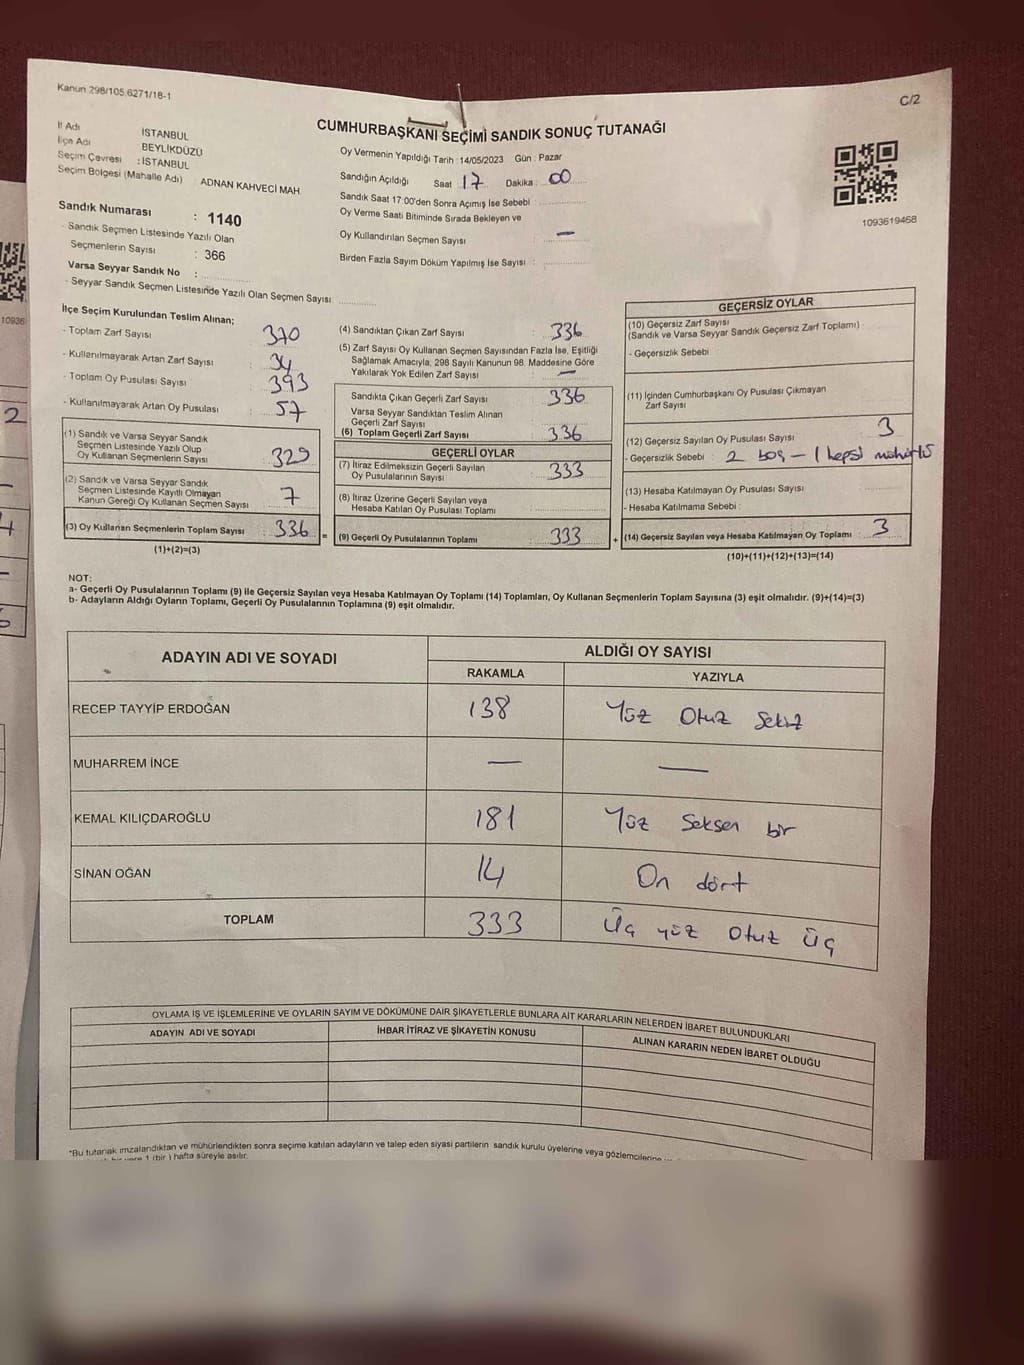 Kanun 298/105.6271/18-1
C/2
CUMHURBAŞKANI SEÇİMİ SANDIK SONUÇ TUTANAĞI
İl Adı İSTANBUL
İlçe Adı BEYLİKDÜZÜ
Seçim Çevresi : İSTANBUL
Seçim Bölgesi (Mahalle Adı) ADNAN KAHVECİ MAH.
Sandık Numarası : 1140
- Sandık Seçmen Listesinde Yazılı Olan
Seçmenlerin Sayısı : 366
Varsa Seyyar Sandık No :
- Seyyar Sandık Seçmen Listesinde Yazılı Olan Seçmen Sayısı
Oy Vermenin Yapıldığı Tarih : 14/05/2023 Gün : Pazar
Sandığın Açıldığı Saat 17 Dakika : 00
Sandık Saat 17:00'den Sonra Açımış İse Sebebi :
Oy Verme Saati Bitiminde Sırada Bekleyen ve
Oy Kullandırılan Seçmen Sayısı : —
Birden Fazla Sayım Döküm Yapılmış İse Sayısı :
1093619468
İlçe Seçim Kurulundan Teslim Alınan;
- Toplam Zarf Sayısı : 370
- Kullanılmayarak Artan Zarf Sayısı : 34
- Toplam Oy Pusulası Sayısı : 393
- Kullanılmayarak Artan Oy Pusulası : 57
(1) Sandık ve Varsa Seyyar Sandık
Seçmen Listesinde Yazılı Olup
Oy Kullanan Seçmenlerin Sayısı : 329
(2) Sandık ve Varsa Seyyar Sandık
Seçmen Listesinde Kayıtlı Olmayan
Kanun Gereği Oy Kullanan Seçmen Sayısı : 7
(3) Oy Kullanan Seçmenlerin Toplam Sayısı : 336 =
(1)+(2)=(3)
(4) Sandıktan Çıkan Zarf Sayısı : 336
(5) Zarf Sayısı Oy Kullanan Seçmen Sayısından Fazla İse, Eşitliği
Sağlamak Amacıyla; 298 Sayılı Kanunun 98. Maddesine Göre
Yakılarak Yok Edilen Zarf Sayısı : —
Sandıkta Çıkan Geçerli Zarf Sayısı : 336
Varsa Seyyar Sandıktan Teslim Alınan
Geçerli Zarf Sayısı :
(6) Toplam Geçerli Zarf Sayısı : 336
GEÇERLİ OYLAR
(7) İtiraz Edilmeksizin Geçerli Sayılan
Oy Pusulalarının Sayısı : 333
(8) İtiraz Üzerine Geçerli Sayılan veya
Hesaba Katılan Oy Pusulaları Toplamı :
(9) Geçerli Oy Pusulalarının Toplamı : 333 +
GEÇERSİZ OYLAR
(10) Geçersiz Zarf Sayısı
(Sandık ve Varsa Seyyar Sandık Geçersiz Zarf Toplamı) :
- Geçersizlik Sebebi
(11) İçinden Cumhurbaşkanı Oy Pusulası Çıkmayan
Zarf Sayısı
(12) Geçersiz Sayılan Oy Pusulası Sayısı : 3
- Geçersizlik Sebebi : 2 boş - 1 hepsi mühürlü
(13) Hesaba Katılmayan Oy Pusulası Sayısı :
- Hesaba Katılmama Sebebi :
(14) Geçersiz Sayılan veya Hesaba Katılmayan Oy Toplamı : 3
(10)+(11)+(12)+(13)=(14)
NOT:
a- Geçerli Oy Pusulalarının Toplamı (9) ile Geçersiz Sayılan veya Hesaba Katılmayan Oy Toplamı (14) Toplamları, Oy Kullanan Seçmenlerin Toplam Sayısına (3) eşit olmalıdır. (9)+(14)=(3)
b- Adayların Aldığı Oyların Toplamı, Geçerli Oy Pusulalarının Toplamına (9) eşit olmalıdır.
ADAYIN ADI VE SOYADI ALDIĞI OY SAYISI
RAKAMLA YAZIYLA
RECEP TAYYİP ERDOĞAN 138 Yüz Otuz Sekiz
MUHARREM İNCE — —
KEMAL KILIÇDAROĞLU 181 Yüz Seksen bir
SİNAN OĞAN 14 On dört
TOPLAM 333 Üç yüz Otuz üç
OYLAMA İŞ VE İŞLEMLERİNE VE OYLARIN SAYIM VE DÖKÜMÜNE DAİR ŞİKAYETLERLE BUNLARA AİT KARARLARIN NELERDEN İBARET BULUNDUKLARI
ADAYIN ADI VE SOYADI İHBAR İTİRAZ VE ŞİKAYETİN KONUSU ALINAN KARARIN NEDEN İBARET OLDUĞU
*Bu tutanak imzalandıktan ve mühürlendikten sonra seçime katılan adayların ve talep eden siyasi partilerin sandık kurulu üyelerine veya gözlemcilerine
1 (bir ) hafta süreyle asılır.